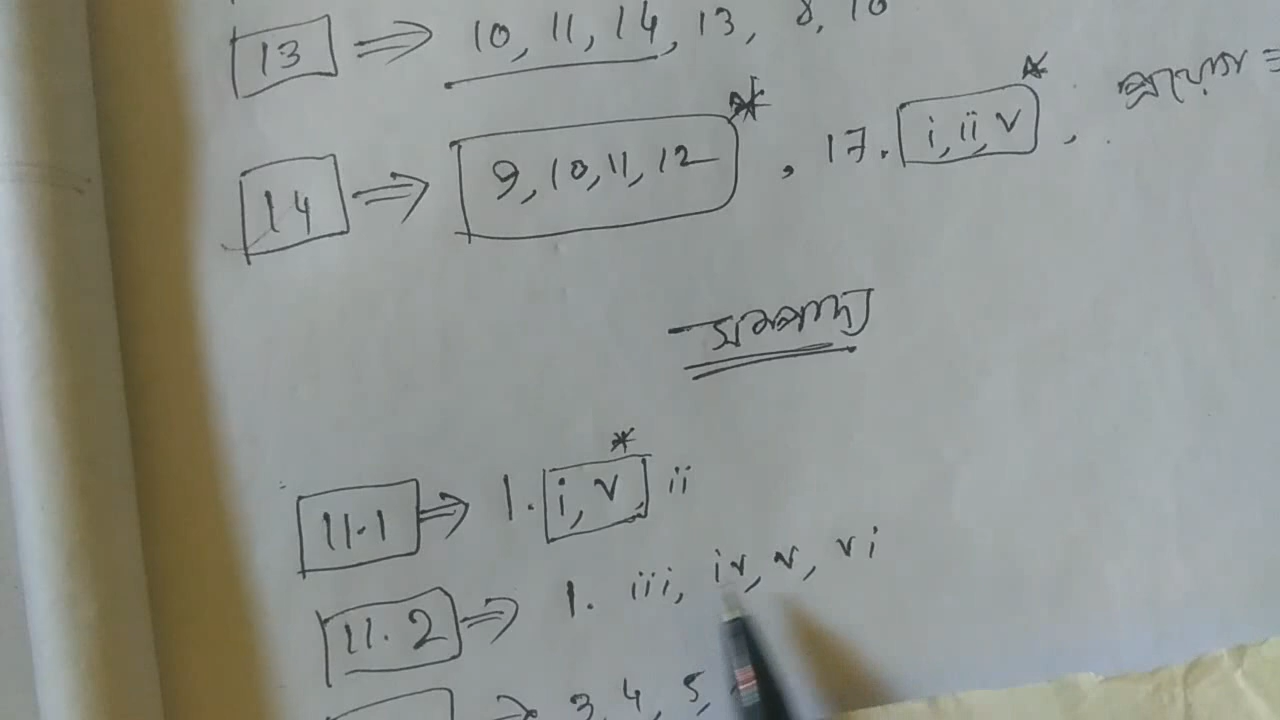 13 ⇒ 10, 11, 14, 13, 8, 10
14 ⇒ 9, 10, 11, 12 * , 17. i, ii, v * ,
সমপাদ্য
11.1 ⇒ 1. i, v, * ii
11.2 ⇒ 1. iii, iv, v, vi
⇒ 3, 4, 5,